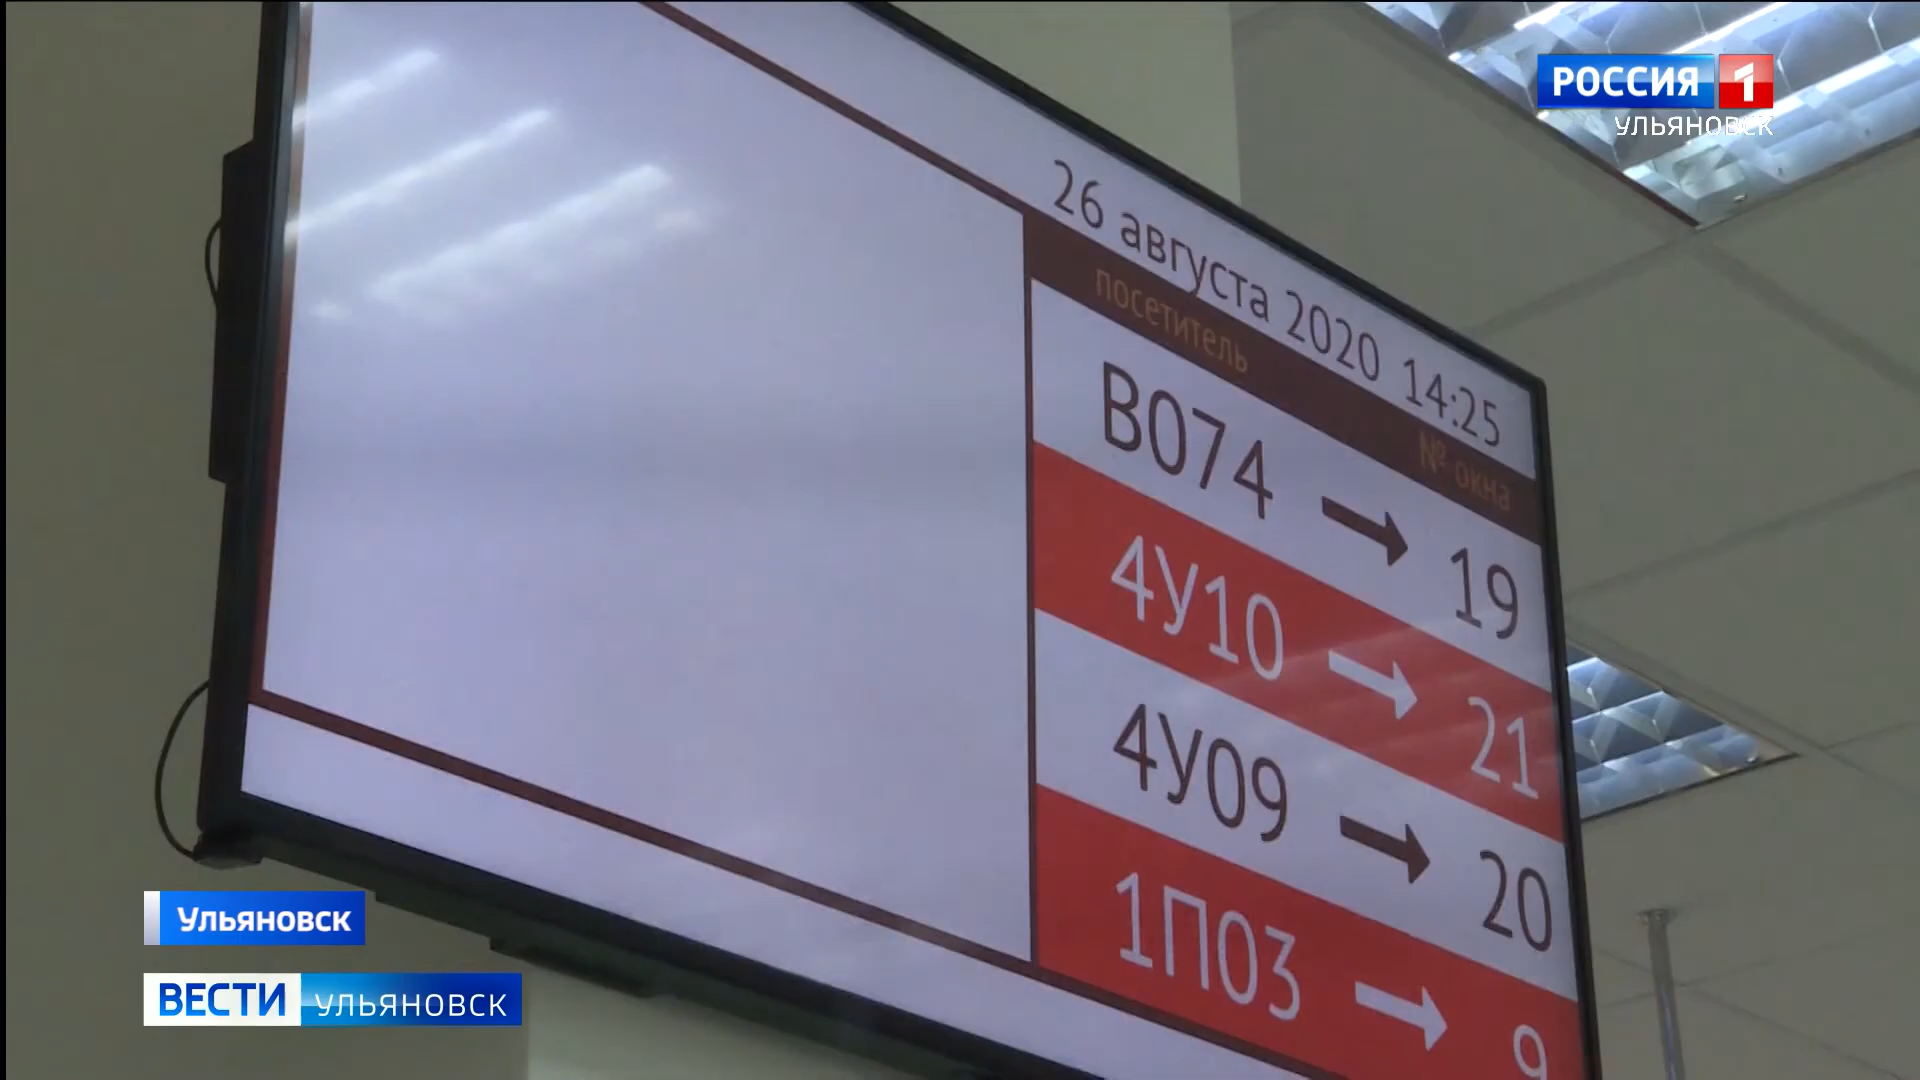 РОССИЯ 1
УЛЬЯНОВСК
26 августа 2020 14:25
посетитель № окна
В074 → 19
4У10 → 21
4У09 → 20
1П03 → 9
Ульяновск
ВЕСТИ УЛЬЯНОВСК